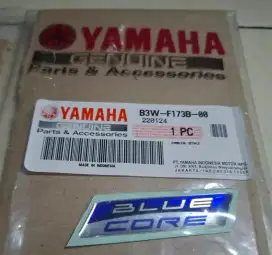 YAMAHA
GENUINE
Parts & Accessories
YAMAHA
GENUINE
Parts & Accessories
MADE IN INDONESIA
B3W-F173B-00
220124
1 PC
PT. YAMAHA INDONESIA MOTOR
BLUE
CORE